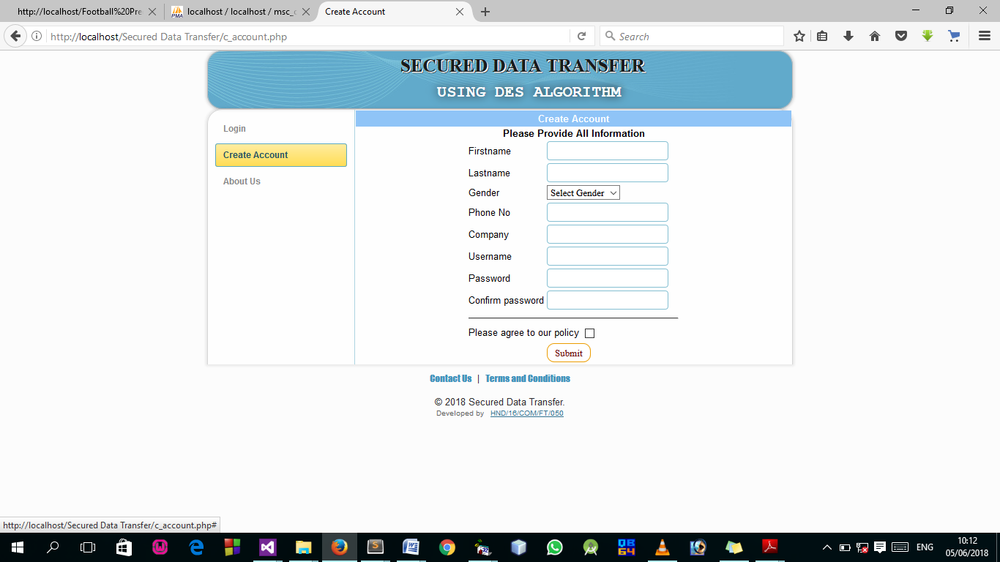 http://localhost/Football%20Pre
localhost / localhost / msc_c
Create Account
http://localhost/Secured Data Transfer/c_account.php
Search
SECURED DATA TRANSFER
USING DES ALGORITHM
Login
Create Account
About Us
Create Account
Please Provide All Information
Firstname
Lastname
Gender Select Gender
Phone No
Company
Username
Password
Confirm password
Please agree to our policy
Submit
Contact Us | Terms and Conditions
© 2018 Secured Data Transfer.
Developed by HND/16/COM/FT/050
http://localhost/Secured Data Transfer/c_account.php#
ENG
10:12
05/06/2018